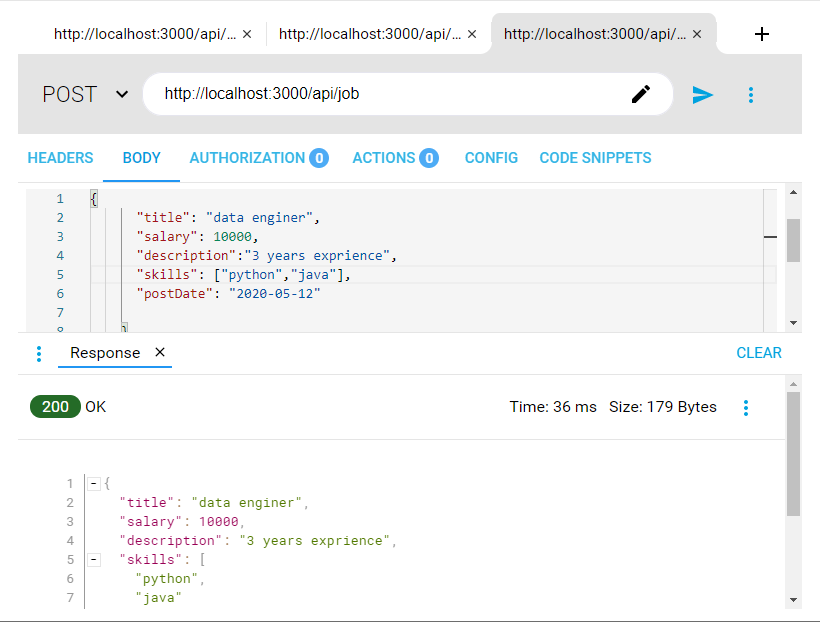 http://localhost:3000/api/... × http://localhost:3000/api/... × http://localhost:3000/api/... × +
POST http://localhost:3000/api/job
HEADERS BODY AUTHORIZATION 0 ACTIONS 0 CONFIG CODE SNIPPETS
1 {
2 "title": "data enginer",
3 "salary": 10000,
4 "description":"3 years exprience",
5 "skills": ["python","java"],
6 "postDate": "2020-05-12"
7
8 }
Response ×
CLEAR
200 OK Time: 36 ms Size: 179 Bytes
1 - {
2 "title": "data enginer",
3 "salary": 10000,
4 "description": "3 years exprience",
5 - "skills": [
6 "python",
7 "java"